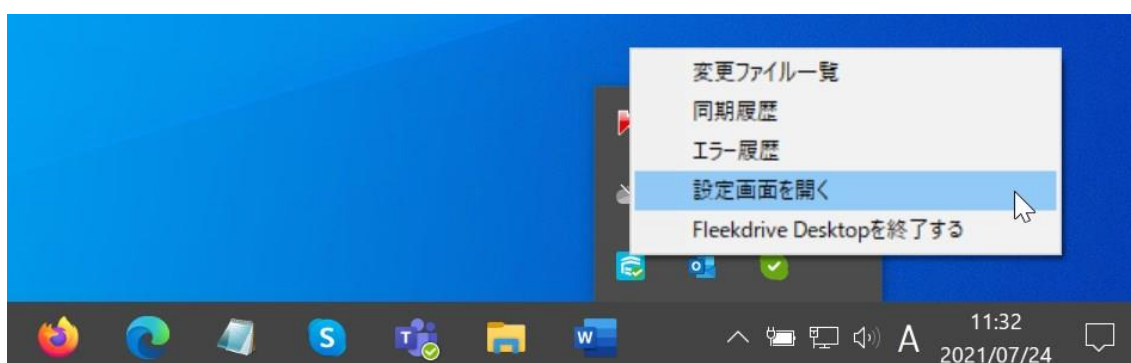 変更ファイル一覧
同期履歴
エラー履歴
設定画面を開く
Fleekdrive Desktopを終了する
A
11:32
2021/07/24